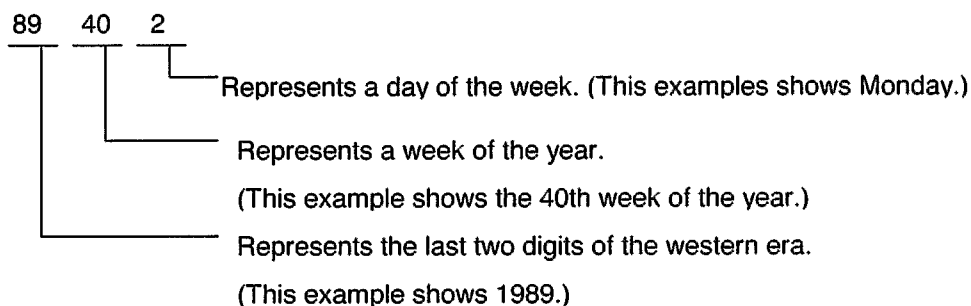 89 40 2
Represents a day of the week. (This examples shows Monday.)
Represents a week of the year.
(This example shows the 40th week of the year.)
Represents the last two digits of the western era.
(This example shows 1989.)